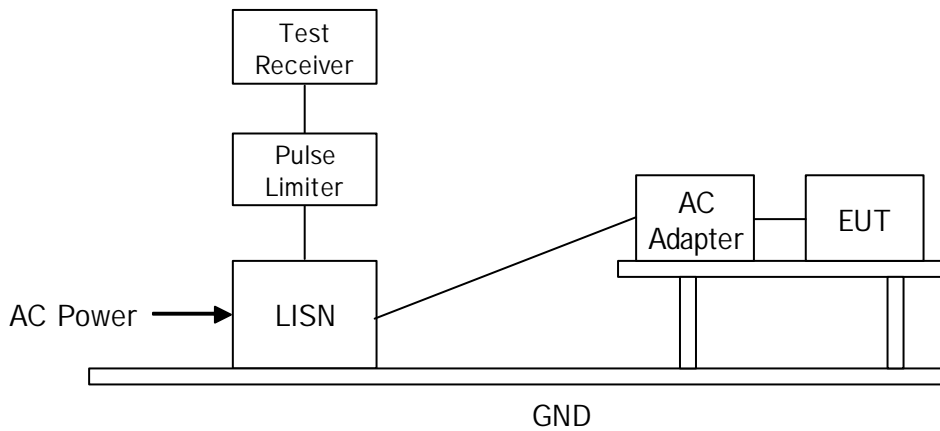 Test
Receiver
Pulse
Limiter
AC
Adapter
EUT
AC Power
LISN
GND